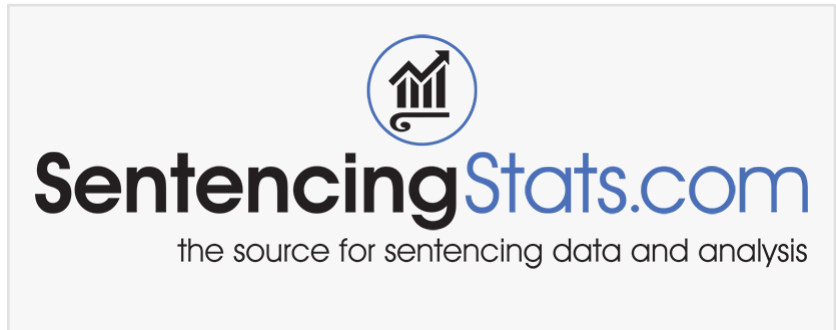 SentencingStats.com
the source for sentencing data and analysis